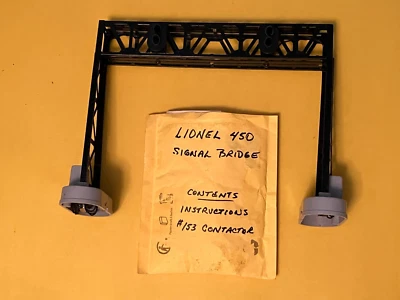 LIONEL 450
SIGNAL BRIDGE
CONTENTS
INSTRUCTIONS
#153 CONTACTOR